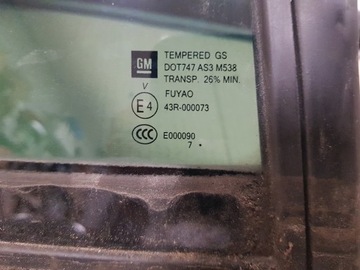 GM
TEMPERED GS
DOT747 AS3 M538
TRANSP. 26% MIN.
V
FUYAO
E4
43R-000073
CCC
E000090
7 •